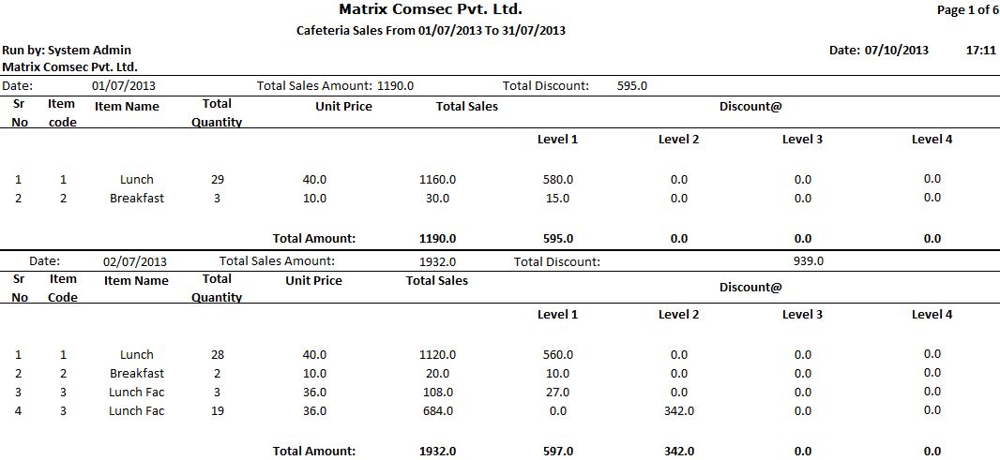 Matrix Comsec Pvt. Ltd. Page 1 of 6
Cafeteria Sales From 01/07/2013 To 31/07/2013
Run by: System Admin Date: 07/10/2013 17:11
Matrix Comsec Pvt. Ltd.
Date: 01/07/2013 Total Sales Amount: 1190.0 Total Discount: 595.0
Sr Item Item Name Total Unit Price Total Sales Discount@
No code Quantity
Level 1 Level 2 Level 3 Level 4
1 1 Lunch 29 40.0 1160.0 580.0 0.0 0.0 0.0
2 2 Breakfast 3 10.0 30.0 15.0 0.0 0.0 0.0
Total Amount: 1190.0 595.0 0.0 0.0 0.0
Date: 02/07/2013 Total Sales Amount: 1932.0 Total Discount: 939.0
Sr Item Item Name Total Unit Price Total Sales Discount@
No Code Quantity
Level 1 Level 2 Level 3 Level 4
1 1 Lunch 28 40.0 1120.0 560.0 0.0 0.0 0.0
2 2 Breakfast 2 10.0 20.0 10.0 0.0 0.0 0.0
3 3 Lunch Fac 3 36.0 108.0 27.0 0.0 0.0 0.0
4 3 Lunch Fac 19 36.0 684.0 0.0 342.0 0.0 0.0
Total Amount: 1932.0 597.0 342.0 0.0 0.0